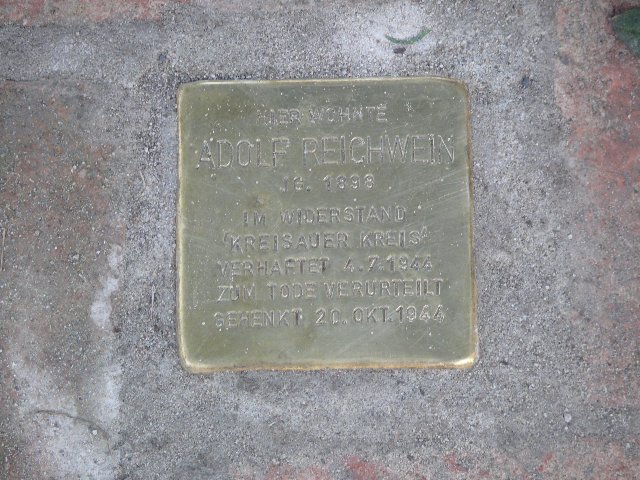 HIER WOHNTE
ADOLF REICHWEIN
JG. 1898
IM WIDERSTAND
'KREISAUER KREIS'
VERHAFTET 4.7.1944
ZUM TODE VERURTEILT
GEHENKT 20.OKT.1944